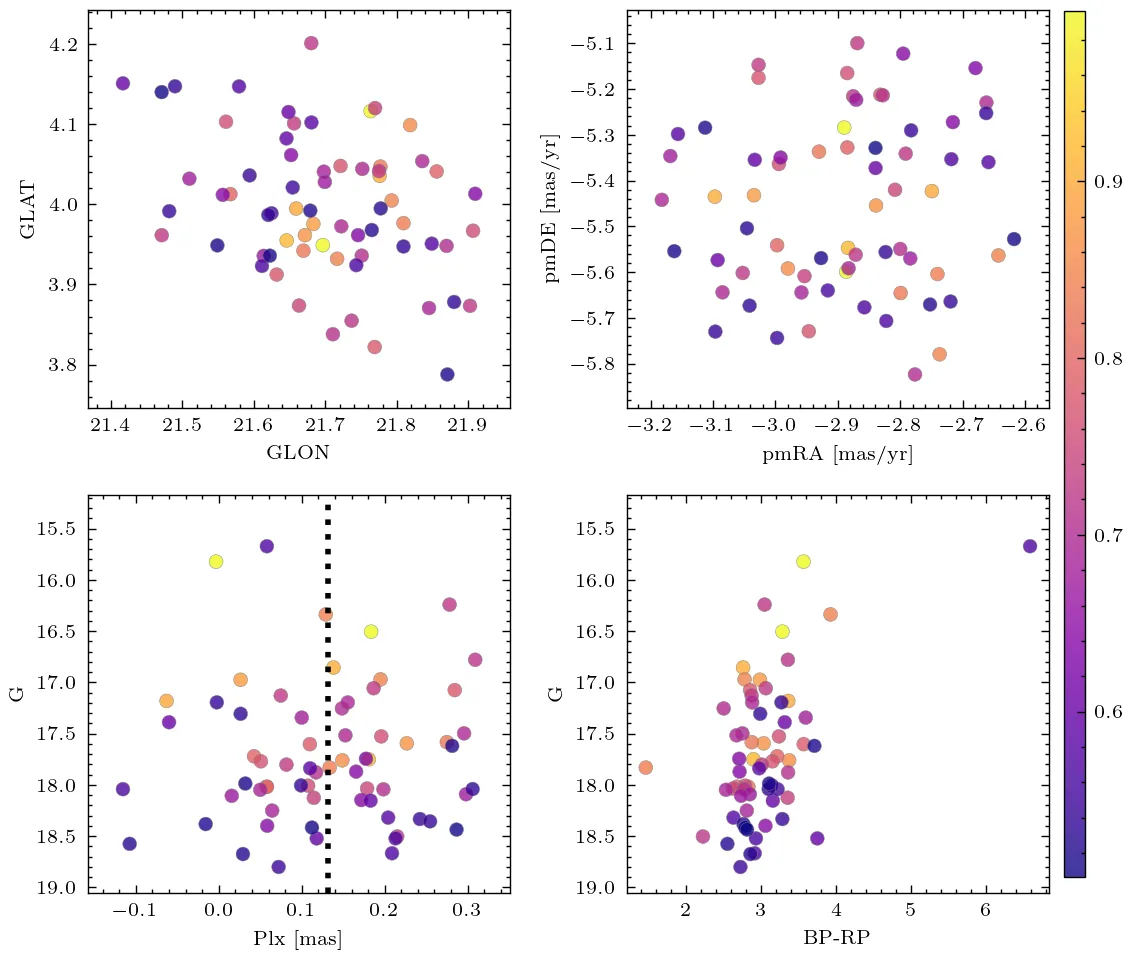 4.2
4.1
4.0
3.9
3.8
GLAT
21.4 21.5 21.6 21.7 21.8 21.9
GLON
−5.1
−5.2
−5.3
−5.4
−5.5
−5.6
−5.7
−5.8
pmDE [mas/yr]
−3.2 −3.1 −3.0 −2.9 −2.8 −2.7 −2.6
pmRA [mas/yr]
0.9
0.8
0.7
0.6
15.5
16.0
16.5
17.0
17.5
18.0
18.5
19.0
G
−0.1 0.0 0.1 0.2 0.3
Plx [mas]
15.5
16.0
16.5
17.0
17.5
18.0
18.5
19.0
G
2 3 4 5 6
BP-RP